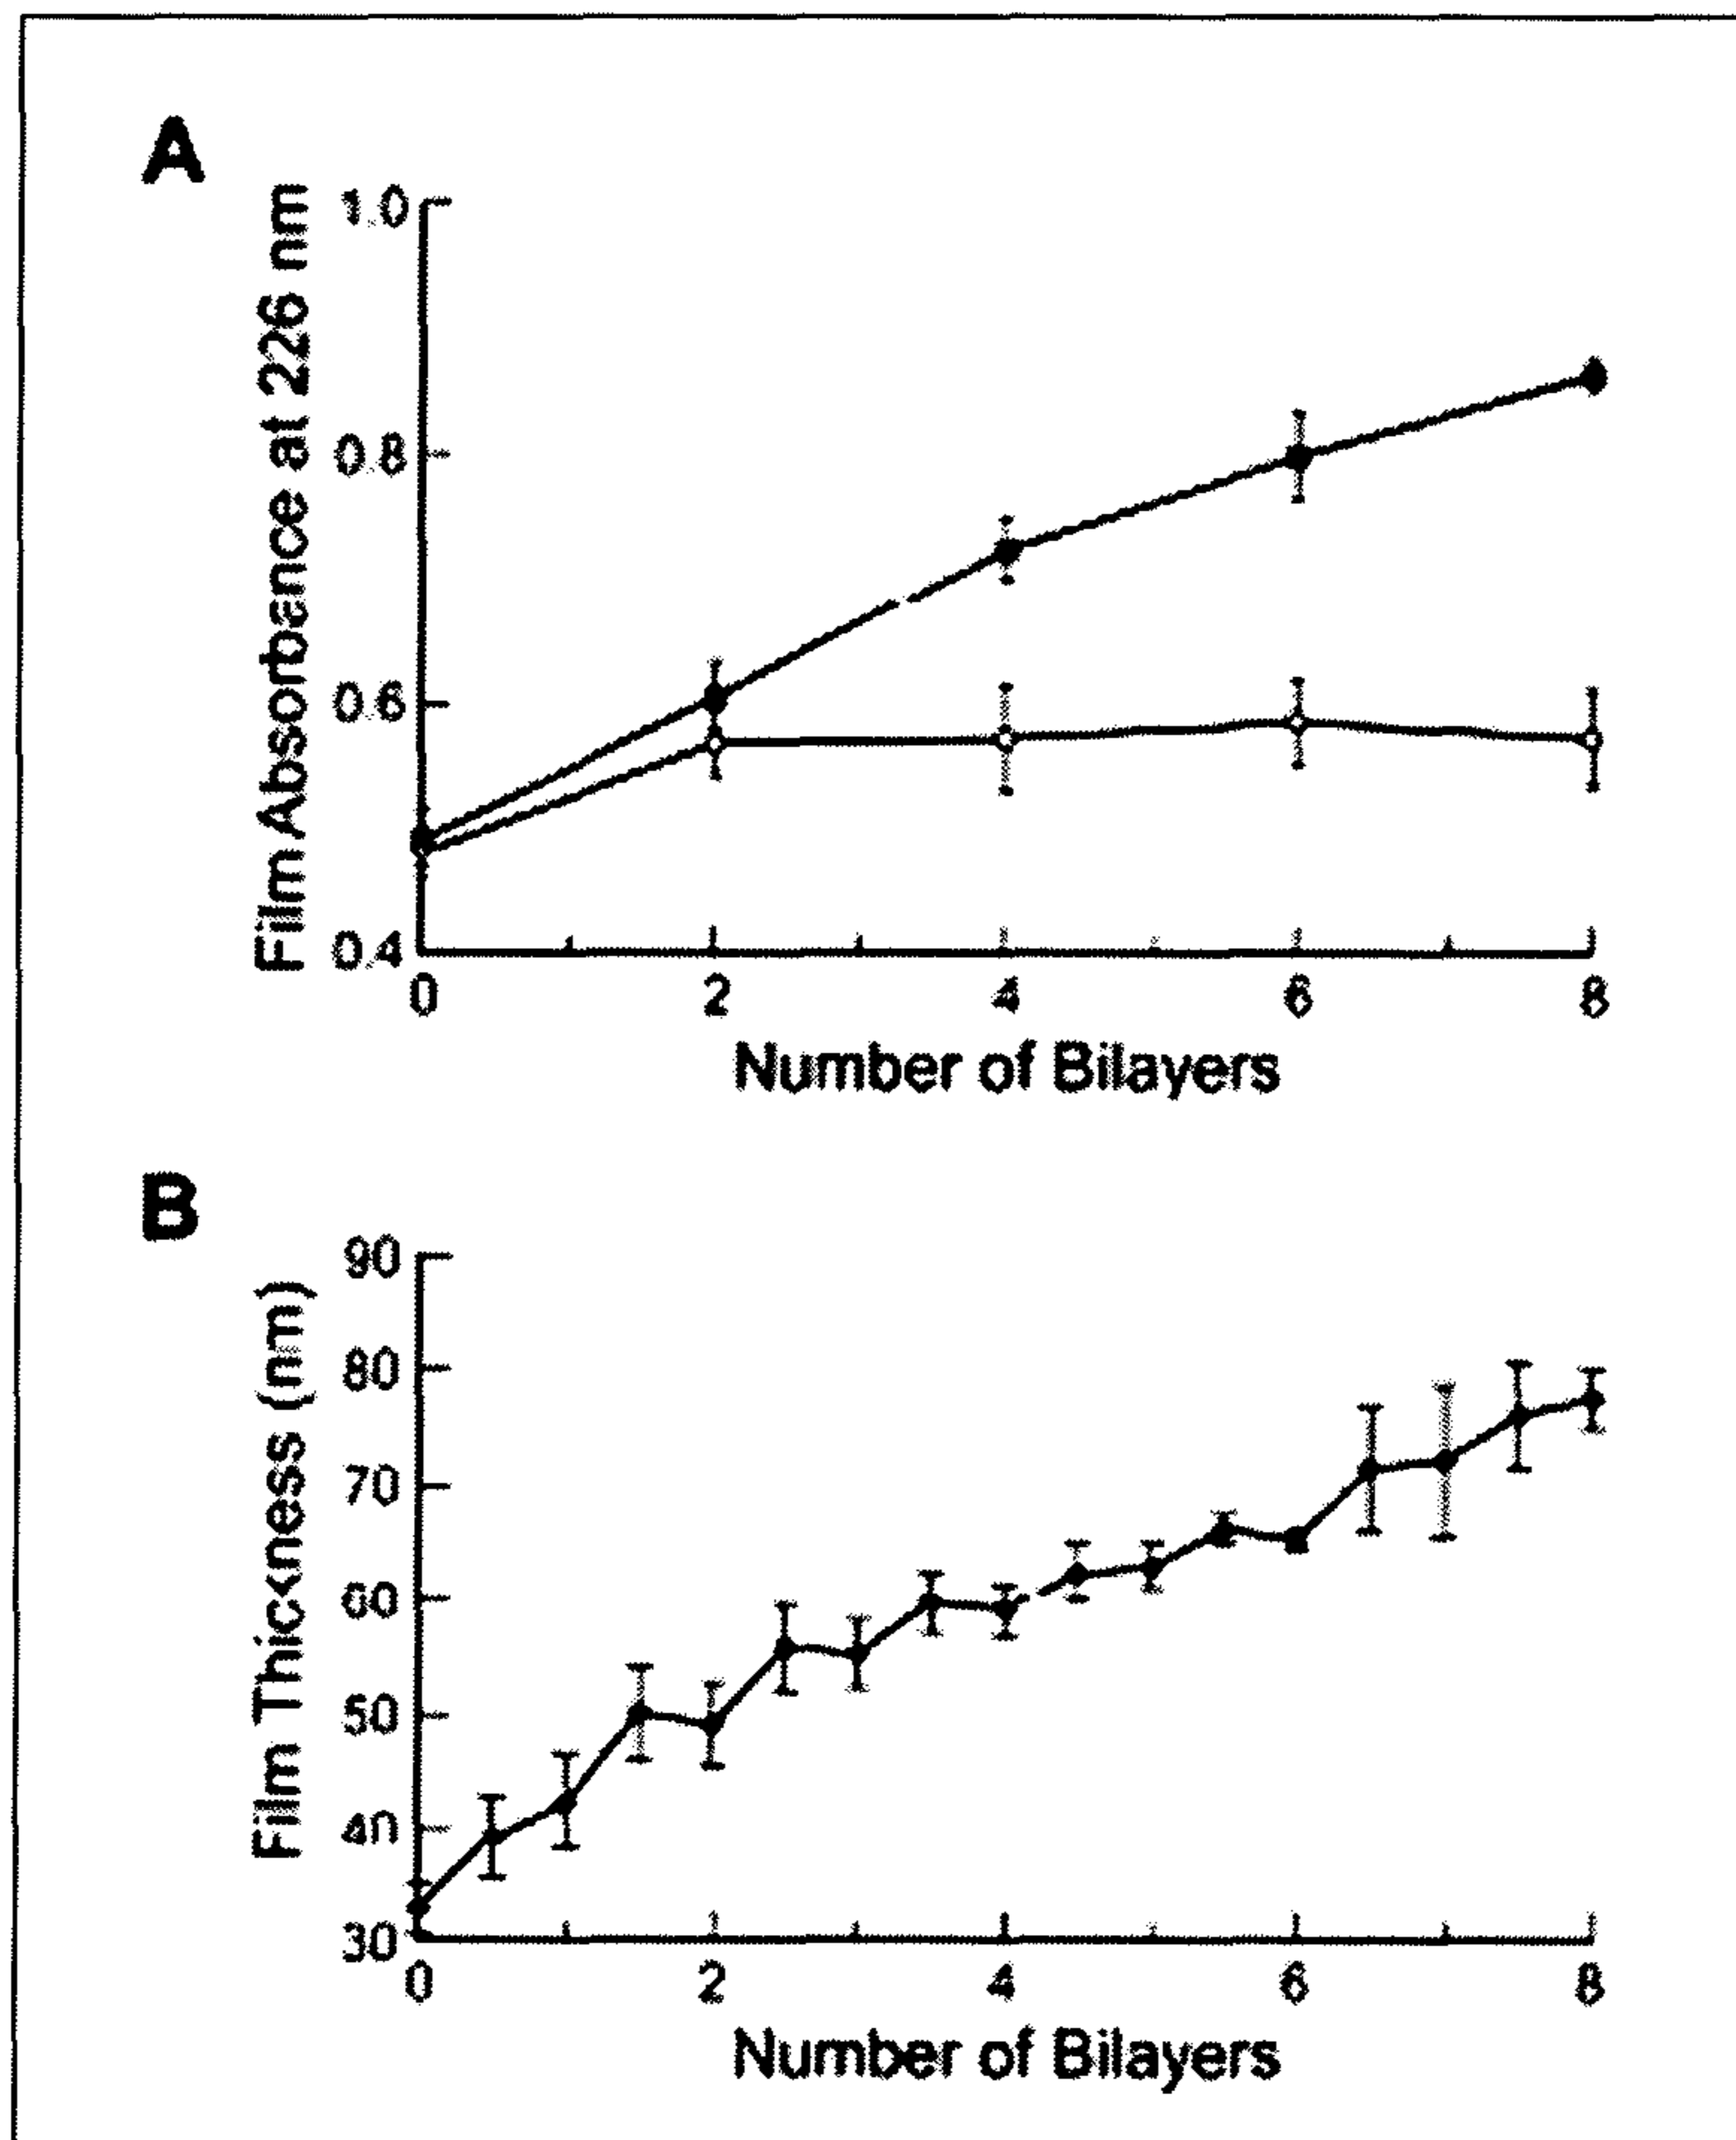 A
Film Absorbance at 226 nm
1.0
0.8
0.6
0.4
0 2 4 6 8
Number of Bilayers
B
Film Thickness (nm)
90
80
70
60
50
40
30
0 2 4 6 8
Number of Bilayers